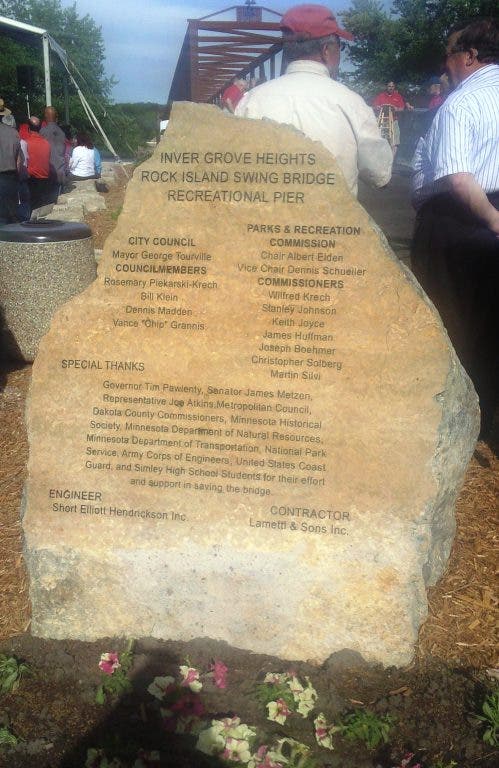 INVER GROVE HEIGHTS
ROCK ISLAND SWING BRIDGE
RECREATIONAL PIER
CITY COUNCIL
Mayor George Tourville
COUNCILMEMBERS
Rosemary Piekarski-Krech
Bill Klein
Dennis Madden
Vance "Chip" Grannis
PARKS & RECREATION
COMMISSION
Chair Albert Eiden
Vice Chair Dennis Schueller
COMMISSIONERS
Wilfred Krech
Stanley Johnson
Keith Joyce
James Huffman
Joseph Boehmer
Christopher Solberg
Martin Silvi
SPECIAL THANKS
Governor Tim Pawlenty, Senator James Metzen,
Representative Joe Atkins, Metropolitan Council,
Dakota County Commissioners, Minnesota Historical
Society, Minnesota Department of Natural Resources,
Minnesota Department of Transportation, National Park
Service, Army Corps of Engineers, United States Coast
Guard, and Simley High School Students for their effort
and support in saving the bridge.
ENGINEER
Short Elliott Hendrickson Inc.
CONTRACTOR
Lametti & Sons Inc.